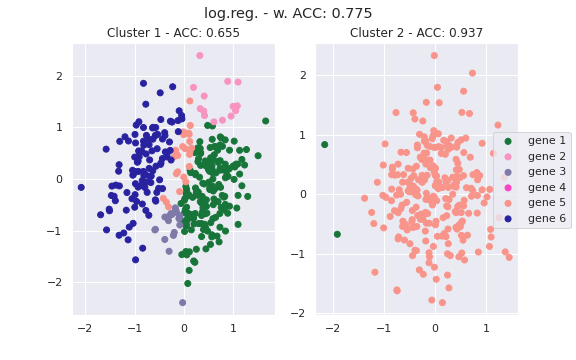 log.reg. - w. ACC: 0.775
Cluster 1 - ACC: 0.655
Cluster 2 - ACC: 0.937
2
1
0
−1
−2
−2
−1
0
1
2
1
0
−1
−2
−2
−1
0
1
gene 1
gene 2
gene 3
gene 4
gene 5
gene 6